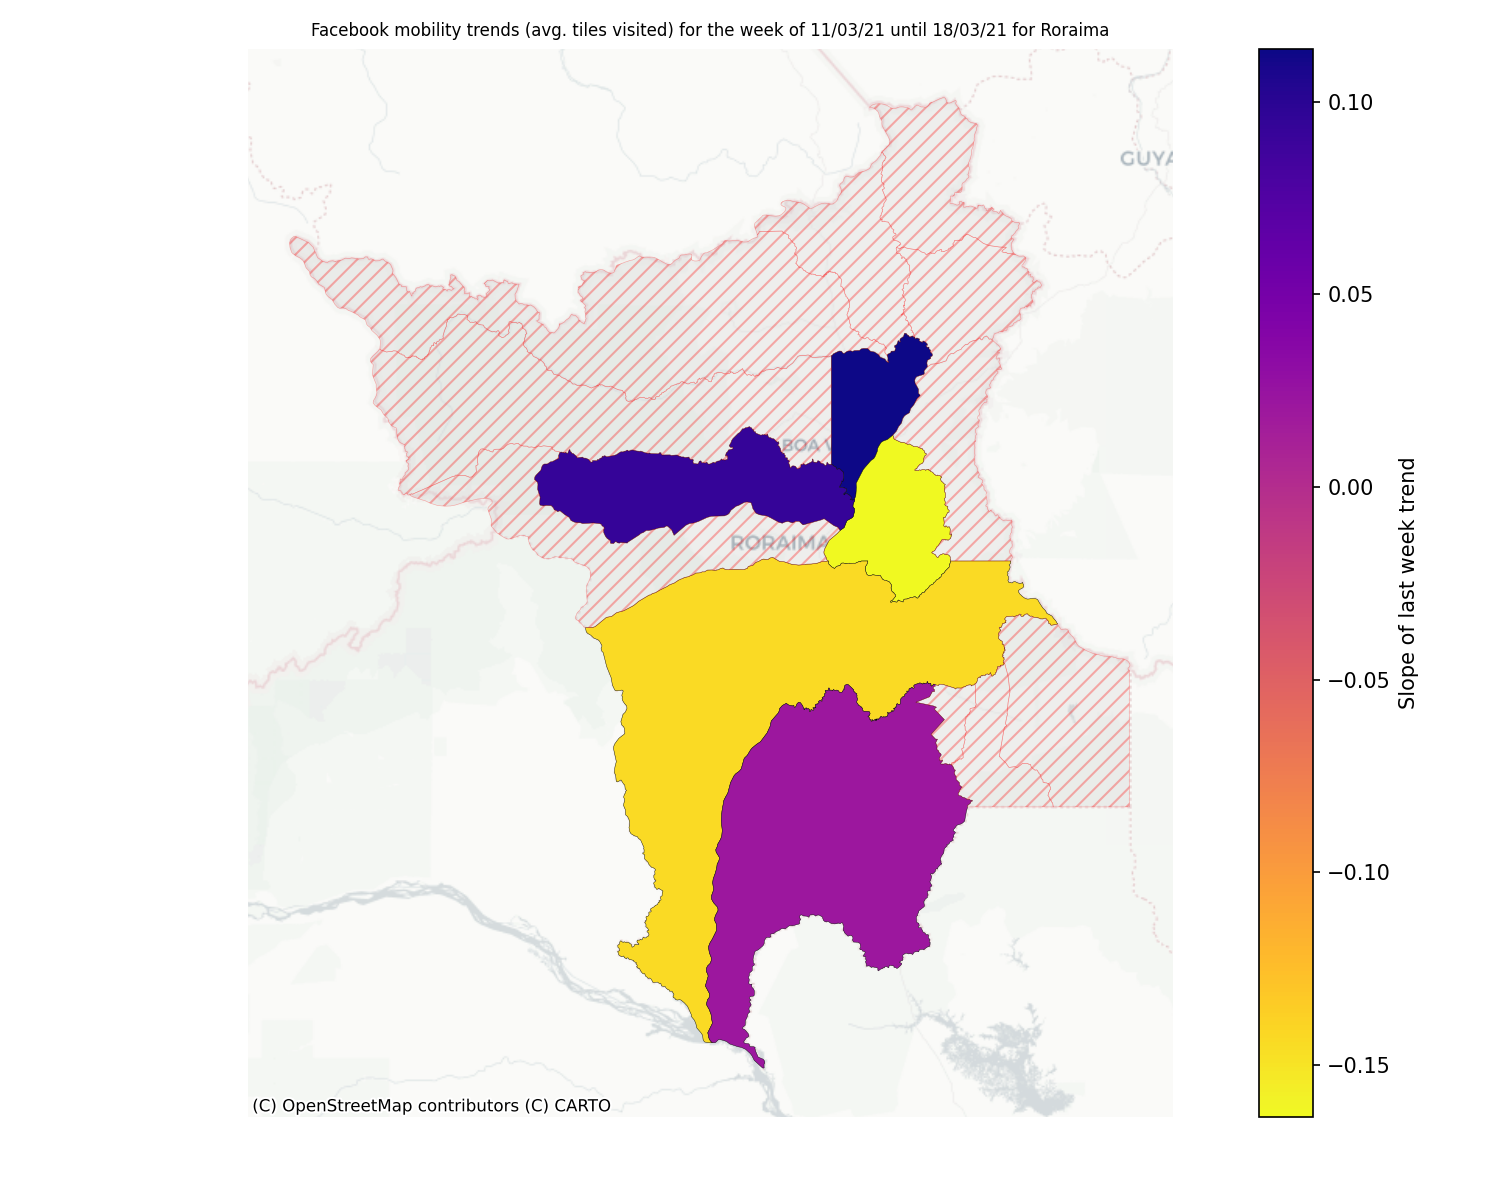 Facebook mobility trends (avg. tiles visited) for the week of 11/03/21 until 18/03/21 for Roraima
GUYA
BOA V
RORAIMA
0.10
0.05
0.00
−0.05
−0.10
−0.15
Slope of last week trend
(C) OpenStreetMap contributors (C) CARTO